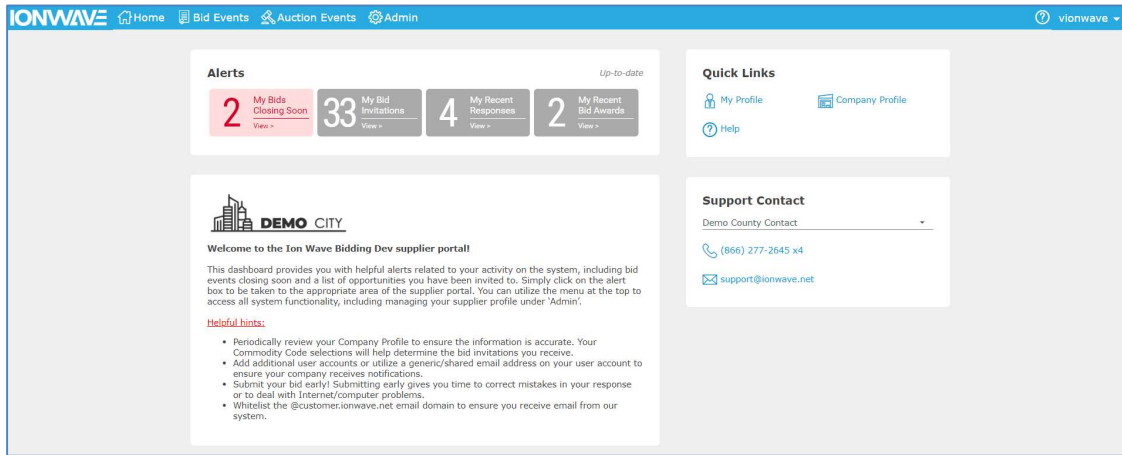 IONWAVE Home Bid Events Auction Events Admin vionwave
Alerts Up-to-date
2 My Bids Closing Soon View >
33 My Bid Invitations View >
4 My Recent Responses View >
2 My Recent Bid Awards View >
Quick Links
My Profile Company Profile
Help
DEMO CITY
Welcome to the Ion Wave Bidding Dev supplier portal!
This dashboard provides you with helpful alerts related to your activity on the system, including bid
events closing soon and a list of opportunities you have been invited to. Simply click on the alert
box to be taken to the appropriate area of the supplier portal. You can utilize the menu at the top to
access all system functionality, including managing your supplier profile under ‘Admin’.
Helpful hints:
• Periodically review your Company Profile to ensure the information is accurate. Your
Commodity Code selections will help determine the bid invitations you receive.
• Add additional user accounts or utilize a generic/shared email address on your user account to
ensure your company receives notifications.
• Submit your bid early! Submitting early gives you time to correct mistakes in your response
or to deal with Internet/computer problems.
• Whitelist the @customer.ionwave.net email domain to ensure you receive email from our
system.
Support Contact
Demo County Contact
(866) 277-2645 x4
support@ionwave.net